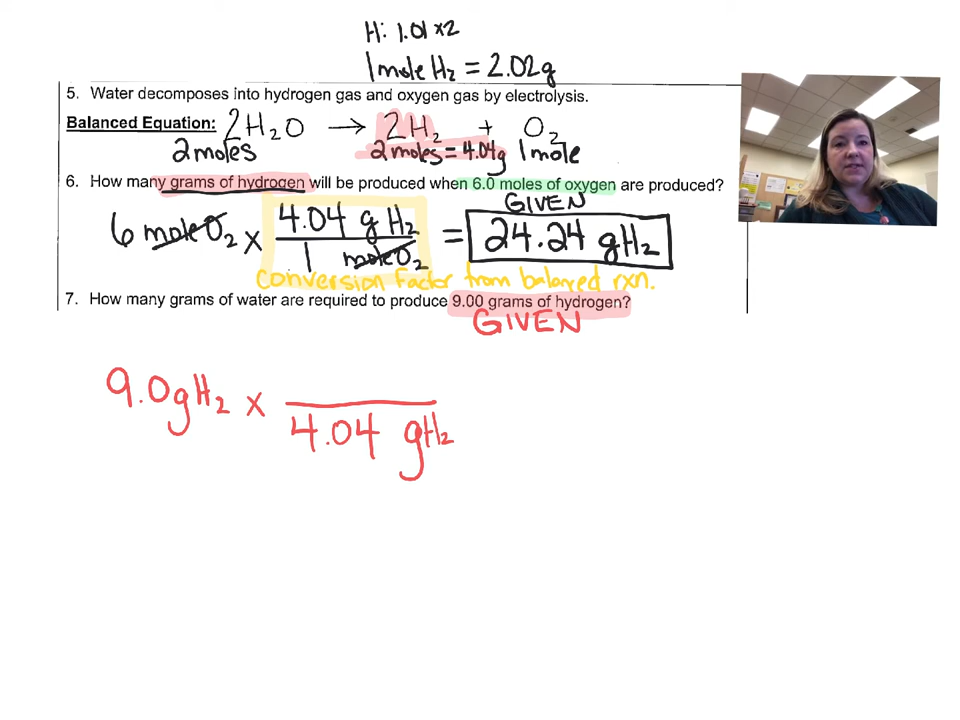 H: 1.01 x2
1 mole H₂ = 2.02g
5. Water decomposes into hydrogen gas and oxygen gas by electrolysis.
Balanced Equation: 2H₂O → 2H₂ + O₂
2 moles 2 moles = 4.04g 1 mole
6. How many grams of hydrogen will be produced when 6.0 moles of oxygen are produced?
GIVEN
6 mole O₂ x 4.04 g H₂ / 1 mole O₂ = 24.24 g H₂
conversion factor from balanced rxn.
7. How many grams of water are required to produce 9.00 grams of hydrogen?
GIVEN
9.0 g H₂ x
4.04 g H₂